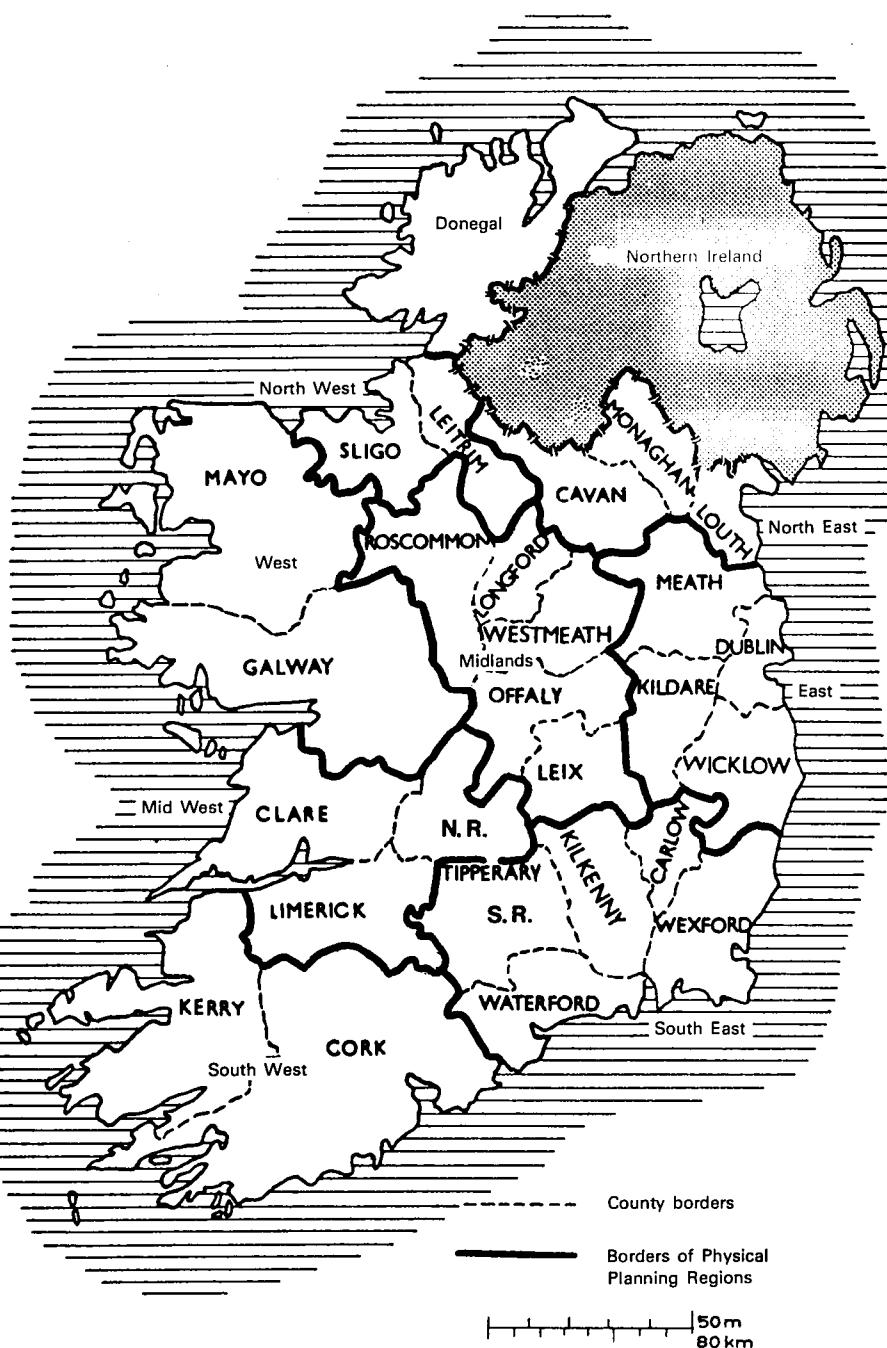 Donegal
Northern Ireland
North West
LEITRIM
MONAGHAN
SLIGO
MAYO
CAVAN
LOUTH
North East
ROSCOMMON
LONGFORD
West
MEATH
WESTMEATH
DUBLIN
GALWAY
Midlands
OFFALY
KILDARE
East
LEIX
WICKLOW
Mid West
CLARE
N.R.
CARLOW
KILKENNY
TIPPERARY
LIMERICK
S.R.
WEXFORD
KERRY
WATERFORD
South East
CORK
South West
County borders
Borders of Physical
Planning Regions
50m
80km